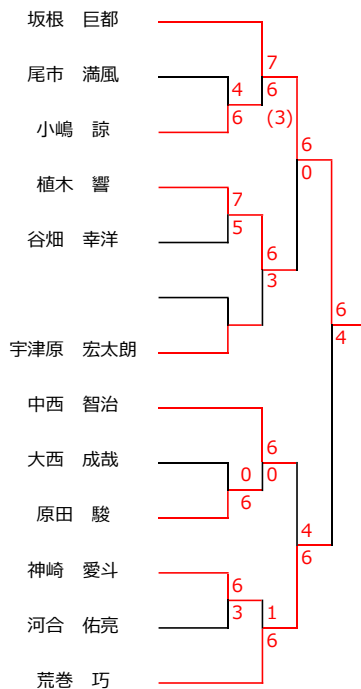 坂根　巨都
7
尾市　満風
4
6
6
(3)
小嶋　諒
6
0
植木　響
7
5
谷畑　幸洋
6
3
6
4
宇津原　宏太朗
中西　智治
6
0
大西　成哉
0
6
原田　駿
4
6
神崎　愛斗
6
3
1
6
河合　佑亮
荒巻　巧